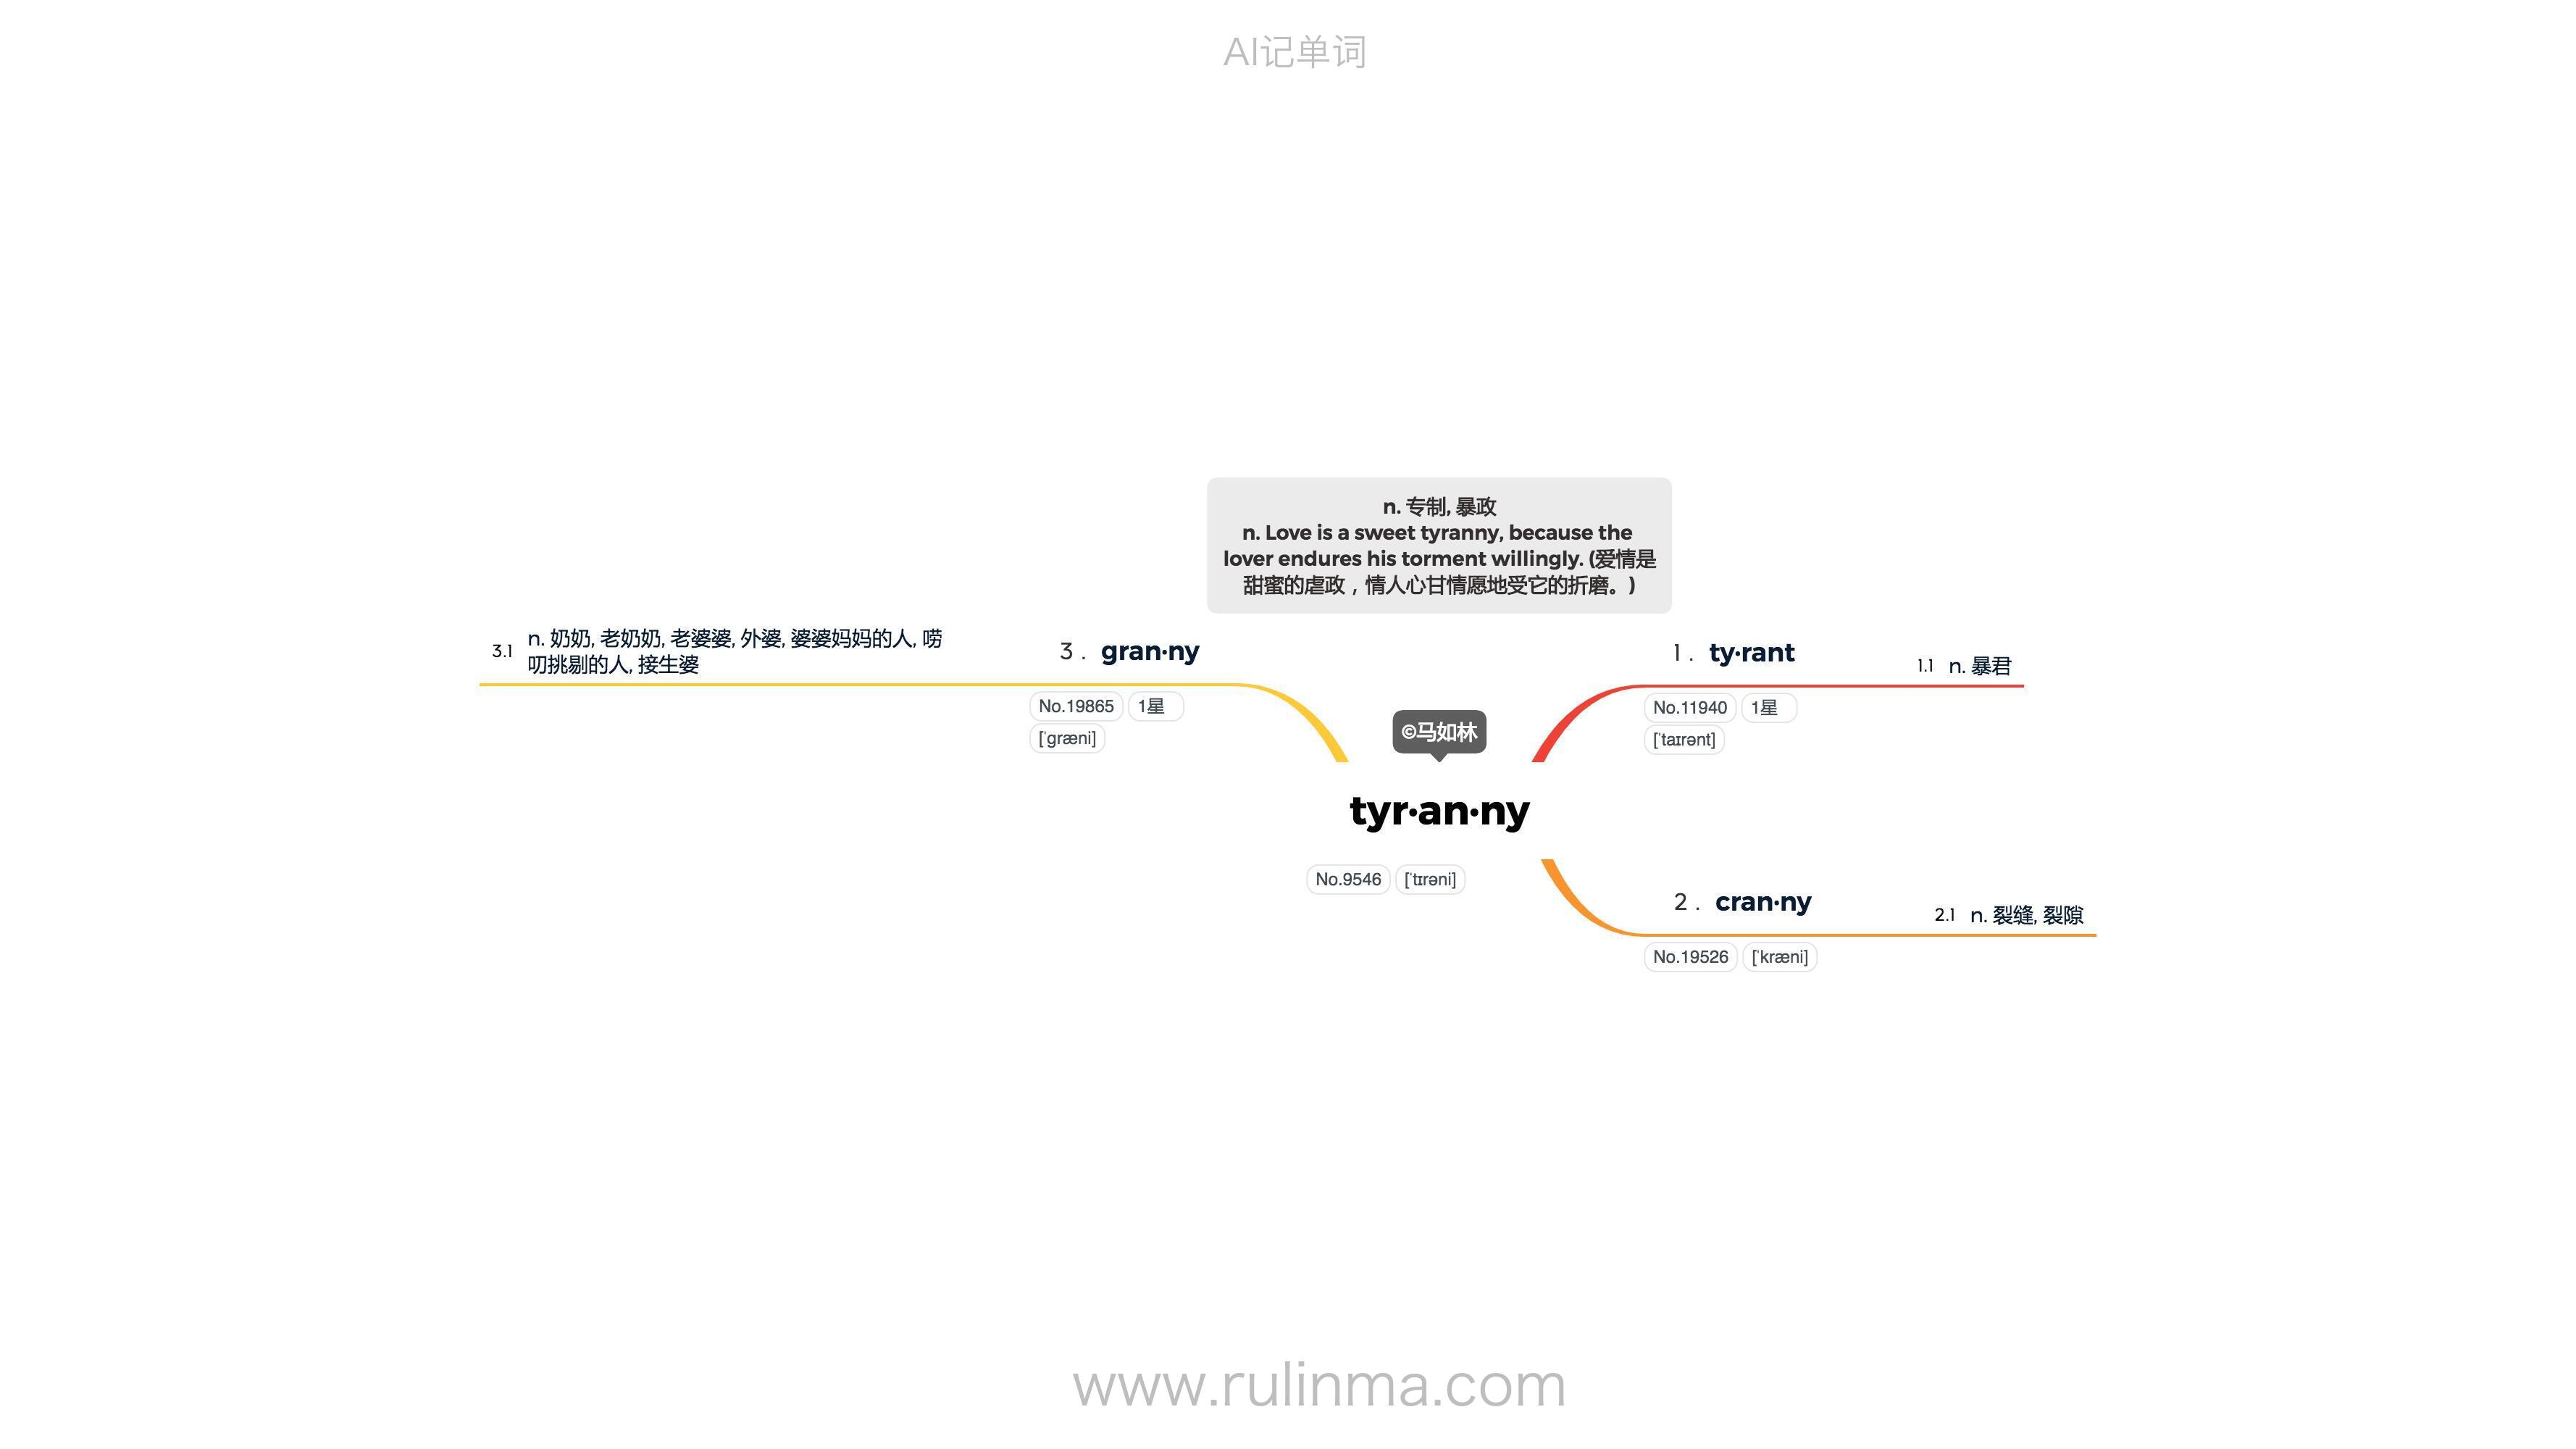 AI记单词
n. 专制, 暴政
n. Love is a sweet tyranny, because the
lover endures his torment willingly. (爱情是
甜蜜的虐政，情人心甘情愿地受它的折磨。)
3.1 n. 奶奶, 老奶奶, 老婆婆, 外婆, 婆婆妈妈的人, 唠
叨挑剔的人, 接生婆
3 . gran·ny
No.19865 1星
[ˈɡræni]
1 . ty·rant
1.1 n. 暴君
No.11940 1星
[ˈtaɪrənt]
©马如林
tyr·an·ny
No.9546 [ˈtɪrəni]
2 . cran·ny
2.1 n. 裂缝, 裂隙
No.19526 [ˈkræni]
www.rulinma.com